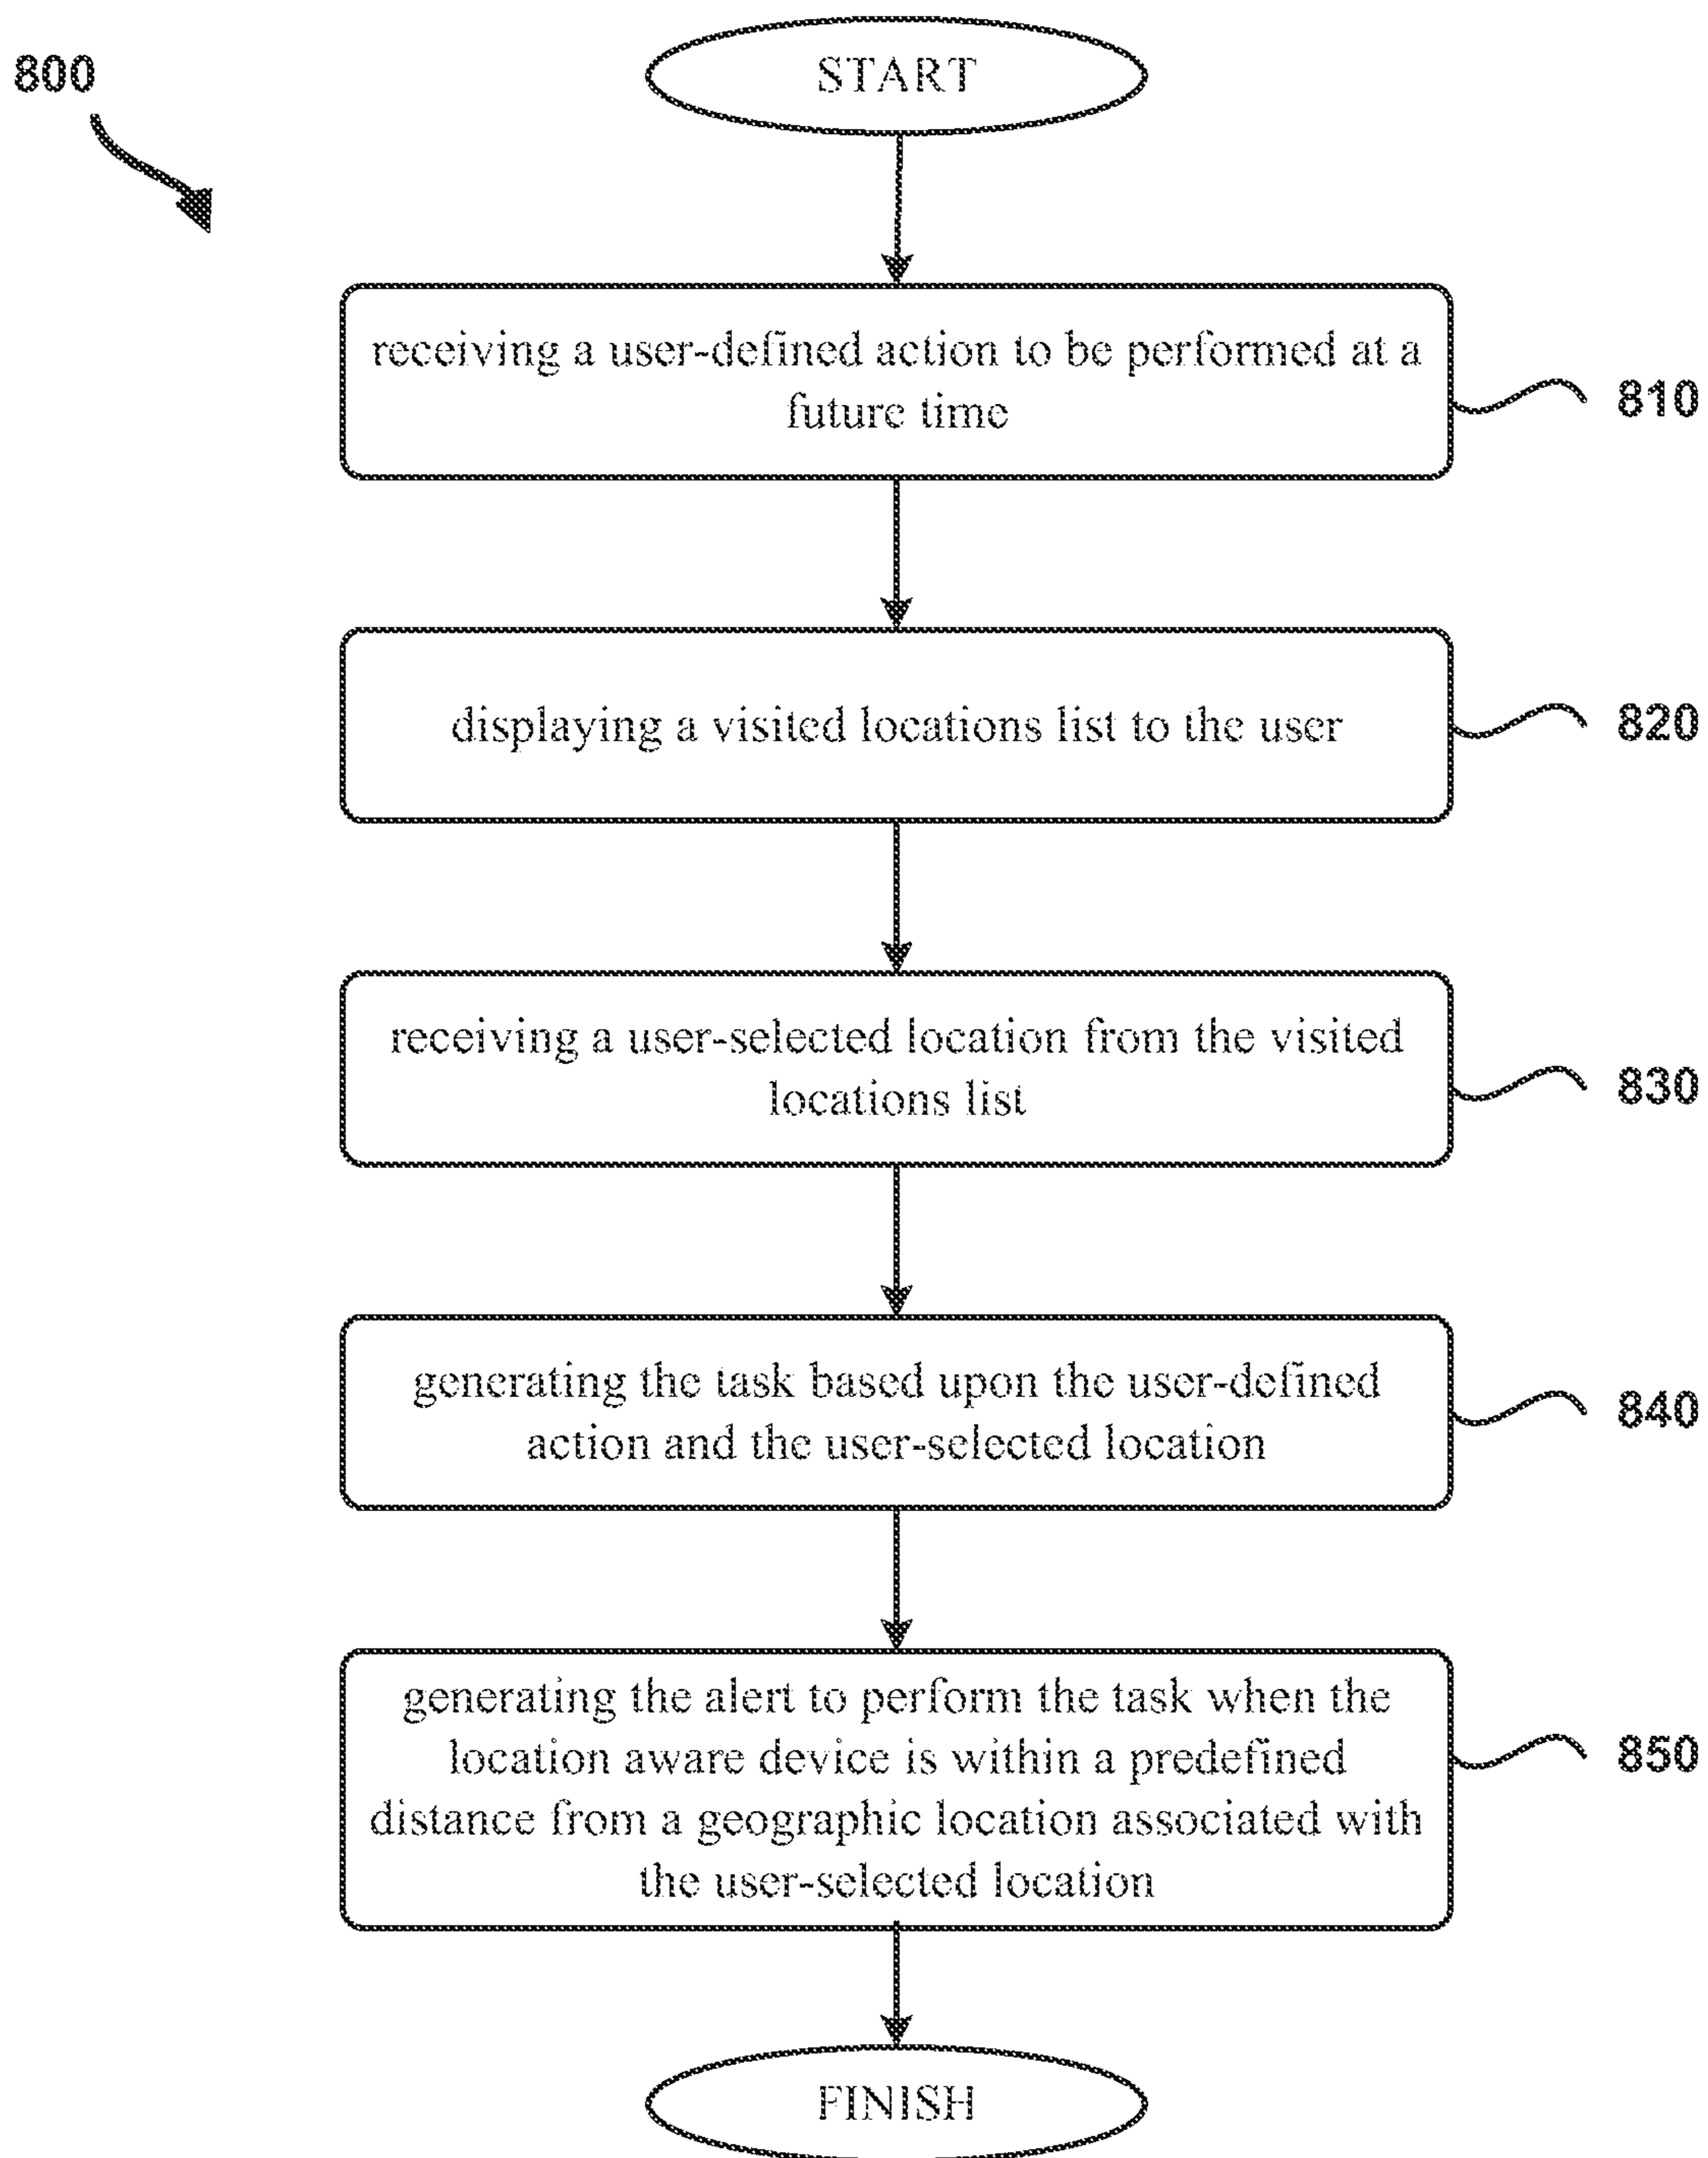 800
START
receiving a user-defined action to be performed at a
future time
810
displaying a visited locations list to the user
820
receiving a user-selected location from the visited
locations list
830
generating the task based upon the user-defined
action and the user-selected location
840
generating the alert to perform the task when the
location aware device is within a predefined
distance from a geographic location associated with
the user-selected location
850
FINISH